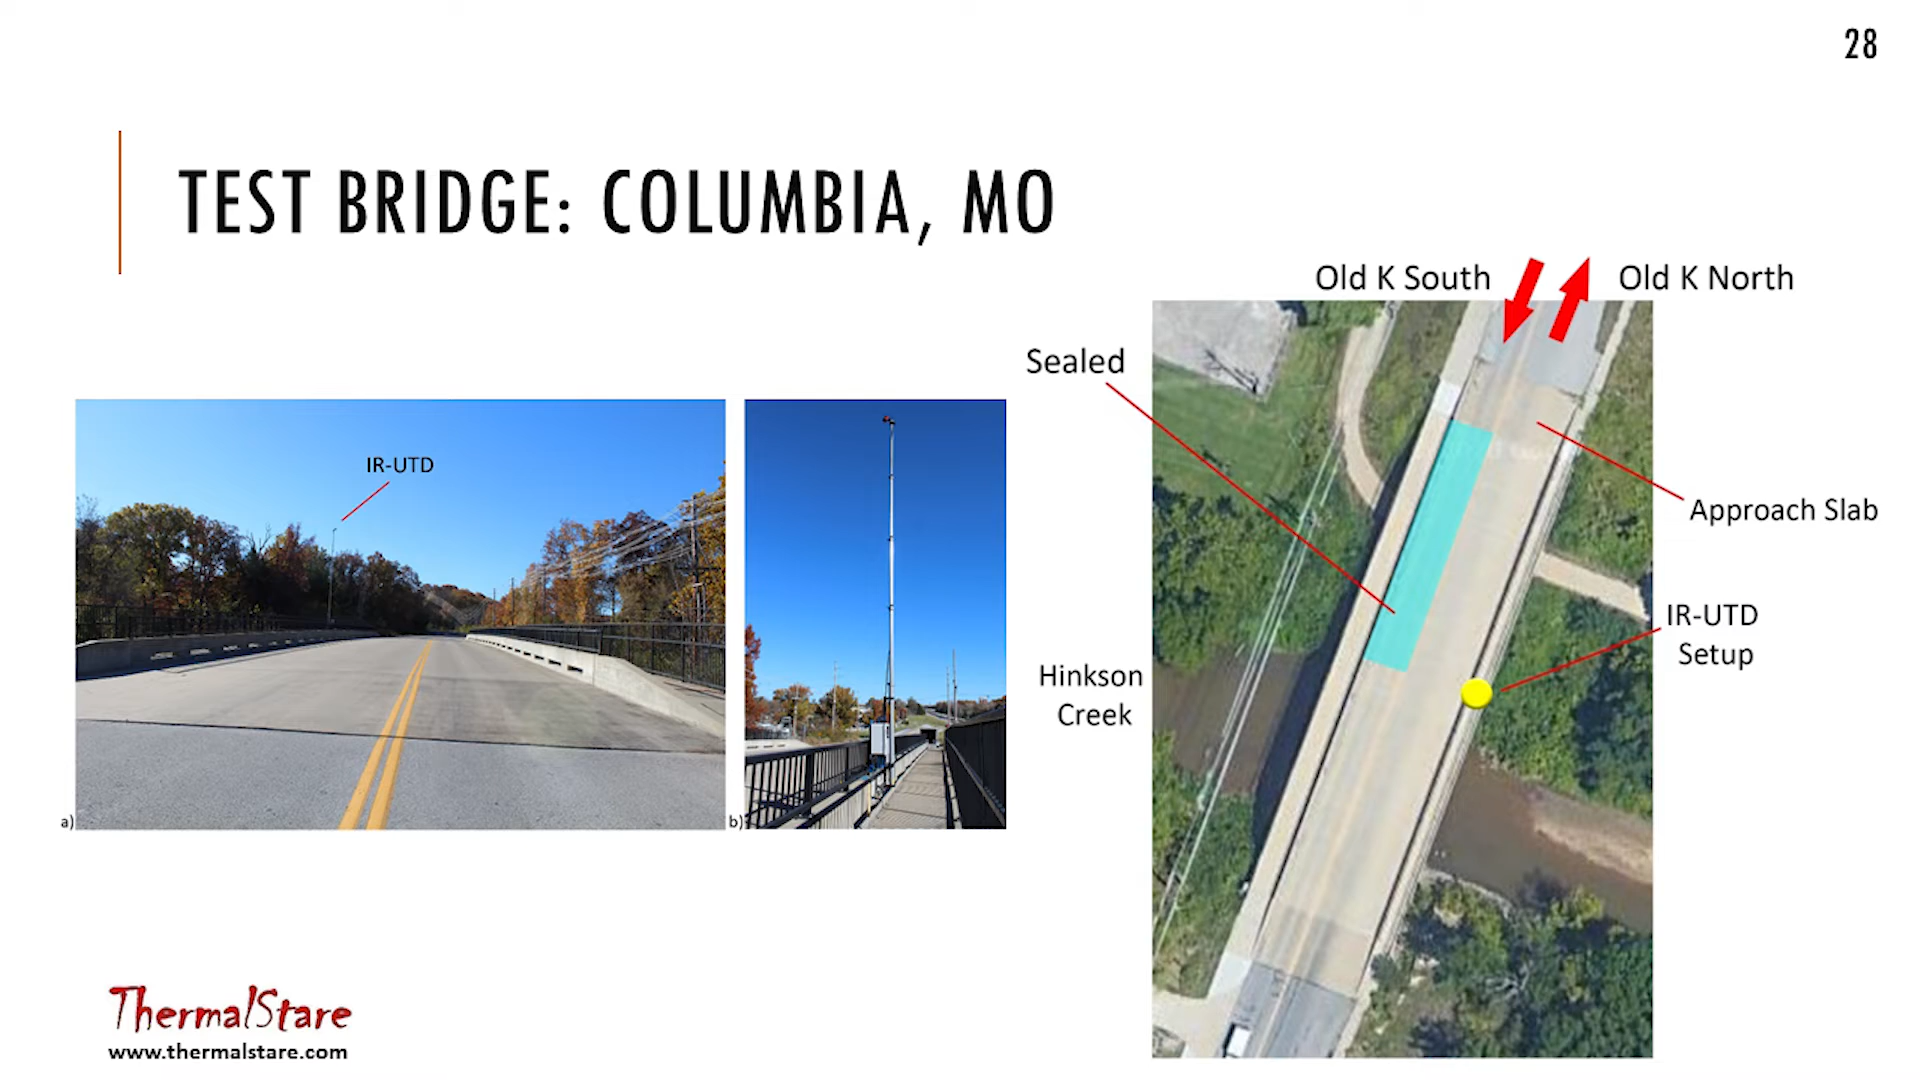 28
TEST BRIDGE: COLUMBIA, MO
Old K South
Old K North
Sealed
IR-UTD
Approach Slab
IR-UTD
Setup
Hinkson
Creek
a)
b)
ThermalStare
www.thermalstare.com